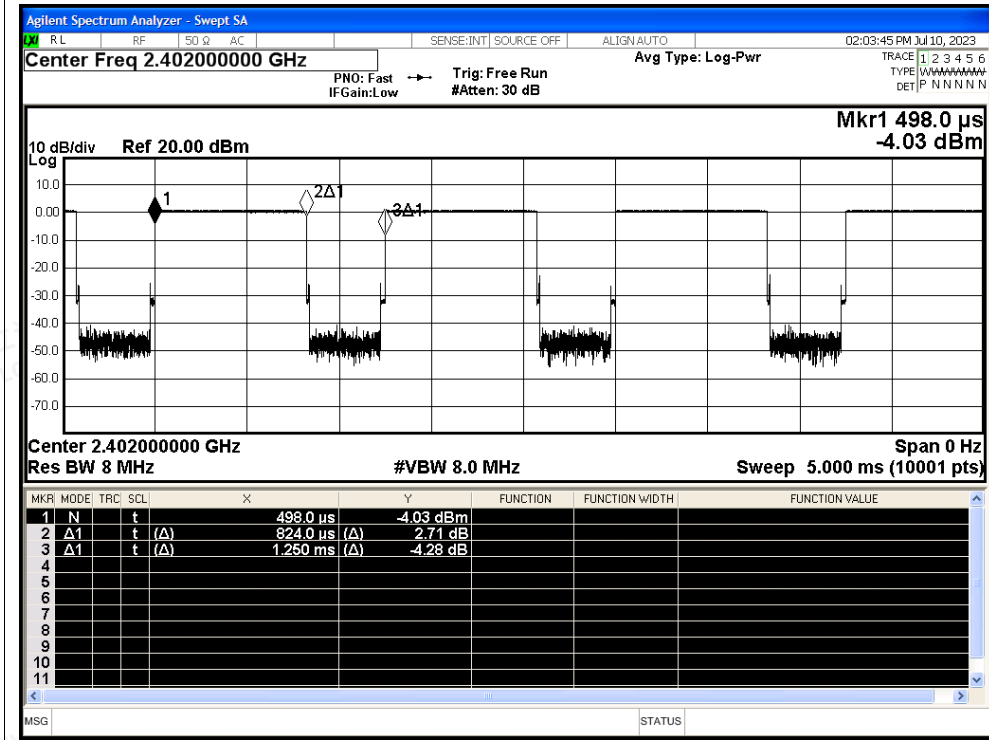 Agilent Spectrum Analyzer - Swept SA
LXI RL RF 50 Ω AC SENSE:INT SOURCE OFF ALIGN AUTO 02:03:45 PM Jul 10, 2023
Center Freq 2.402000000 GHz Avg Type: Log-Pwr TRACE 1 2 3 4 5 6
PNO: Fast Trig: Free Run TYPE W
IFGain:Low #Atten: 30 dB DET P N N N N N
Mkr1 498.0 µs
10 dB/div Ref 20.00 dBm -4.03 dBm
Log
10.0
1 2Δ1
0.00 3Δ1
-10.0
-20.0
-30.0
-40.0
-50.0
-60.0
-70.0
Center 2.402000000 GHz Span 0 Hz
Res BW 8 MHz #VBW 8.0 MHz Sweep 5.000 ms (10001 pts)
MKR MODE TRC SCL X Y FUNCTION FUNCTION WIDTH FUNCTION VALUE
1 N t 498.0 µs -4.03 dBm
2 Δ1 t (Δ) 824.0 µs (Δ) 2.71 dB
3 Δ1 t (Δ) 1.250 ms (Δ) -4.28 dB
4
5
6
7
8
9
10
11
MSG STATUS